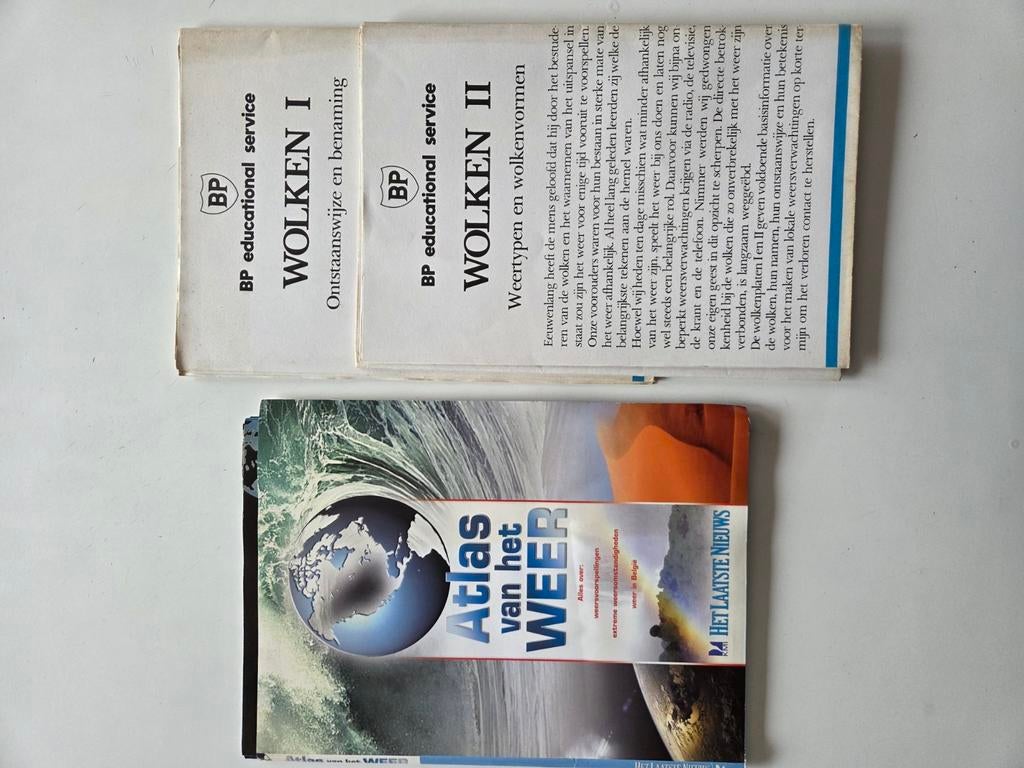 BP
BP educational service
WOLKEN I
Ontstaanswijze en benaming
BP
BP educational service
WOLKEN II
Weertypen en wolkenvormen
Eeuwenlang heeft de mens geloofd dat hij door het bestude-
ren van de wolken en het waarnemen van het uitspansel in
staat zou zijn het weer voor enige tijd vooruit te voorspellen.
Onze voorouders waren voor hun bestaan in sterke mate van
het weer afhankelijk. Al heel lang geleden leerden zij welke de
belangrijkste tekenen aan de hemel waren.
Hoewel wij heden ten dage misschien wat minder afhankelijk
van het weer zijn, speelt het weer bij ons doen en laten nog
wel steeds een belangrijke rol. Daarvoor kunnen wij bijna on-
beperkt weersverwachtingen krijgen via de radio, de televisie,
de krant en de telefoon. Nimmer werden wij gedwongen
onze eigen geest in dit opzicht te scherpen. De directe betrok-
kenheid bij de wolken die zo onverbrekelijk met het weer zijn
verbonden, is langzaam weggeëbd.
De wolkenplaten I en II geven voldoende basisinformatie over
de wolken, hun namen, hun ontstaanswijze en hun betekenis
voor het maken van lokale weersverwachtingen op korte ter-
mijn om het verloren contact te herstellen.
Atlas
van het
WEER
Alles over:
weersvoorspellingen
extreme weersomstandigheden
weer in België
HET LAATSTE NIEUWS
Atlas van het WEER
HET LAATSTE NIEUWS